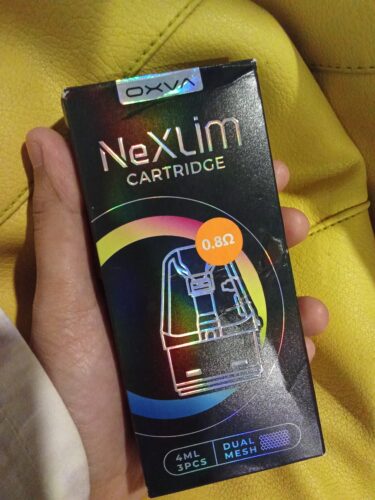 OXVA
NeXLiM
CARTRIDGE
0.8Ω
4ML
3PCS
DUAL
MESH